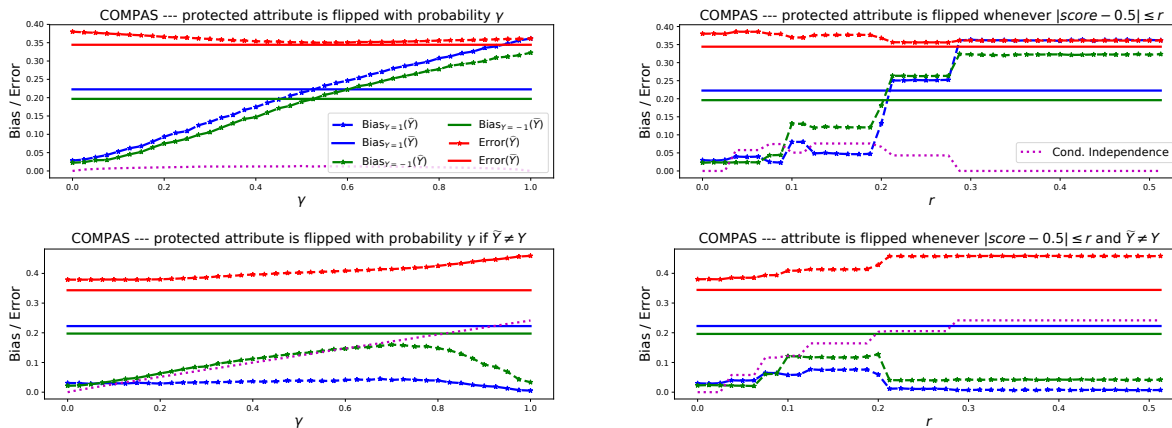 COMPAS --- protected attribute is flipped with probability γ
0.35
0.30
0.25
0.20
0.15
0.10
0.05
0.00
Bias / Error
Bias_{Y=1}(Ỹ)
Bias_{Y=1}(Ŷ)
Bias_{Y=−1}(Ỹ)
Bias_{Y=−1}(Ŷ)
Error(Ỹ)
Error(Ŷ)
0.0 0.2 0.4 0.6 0.8 1.0
γ
COMPAS --- protected attribute is flipped whenever |score − 0.5| ≤ r
0.40
0.35
0.30
0.25
0.20
0.15
0.10
0.05
0.00
Bias / Error
Cond. Independence
0.0 0.1 0.2 0.3 0.4 0.5
r
COMPAS --- protected attribute is flipped with probability γ if Ỹ ≠ Y
0.4
0.3
0.2
0.1
0.0
Bias / Error
0.0 0.2 0.4 0.6 0.8 1.0
γ
COMPAS --- attribute is flipped whenever |score − 0.5| ≤ r and Ỹ ≠ Y
0.4
0.3
0.2
0.1
0.0
Bias / Error
0.0 0.1 0.2 0.3 0.4 0.5
r